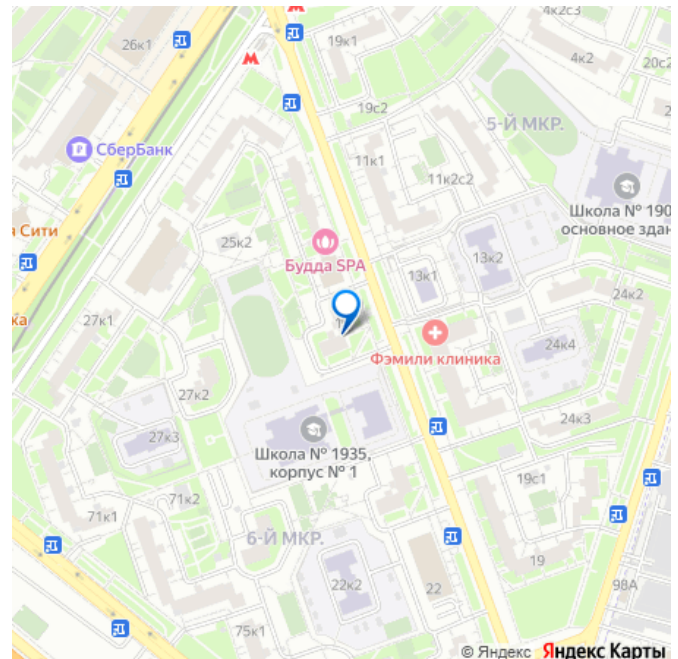 4к2с3
26к1
19к1
4к2
20с2
М
М
19с2
5-Й МКР.
СберБанк
11к1
11к2с2
Школа № 190
основное здан
я Сити
25к2
Будда SPA
13к2
13к1
24к2
ка
27к1
Фэмили клиника
24к4
27к2
24к3
27к3
Школа № 1935,
корпус № 1
19с1
71к2
71к1
6-Й МКР.
19
22к2
22
98А
75к1
© Яндекс Яндекс Карты